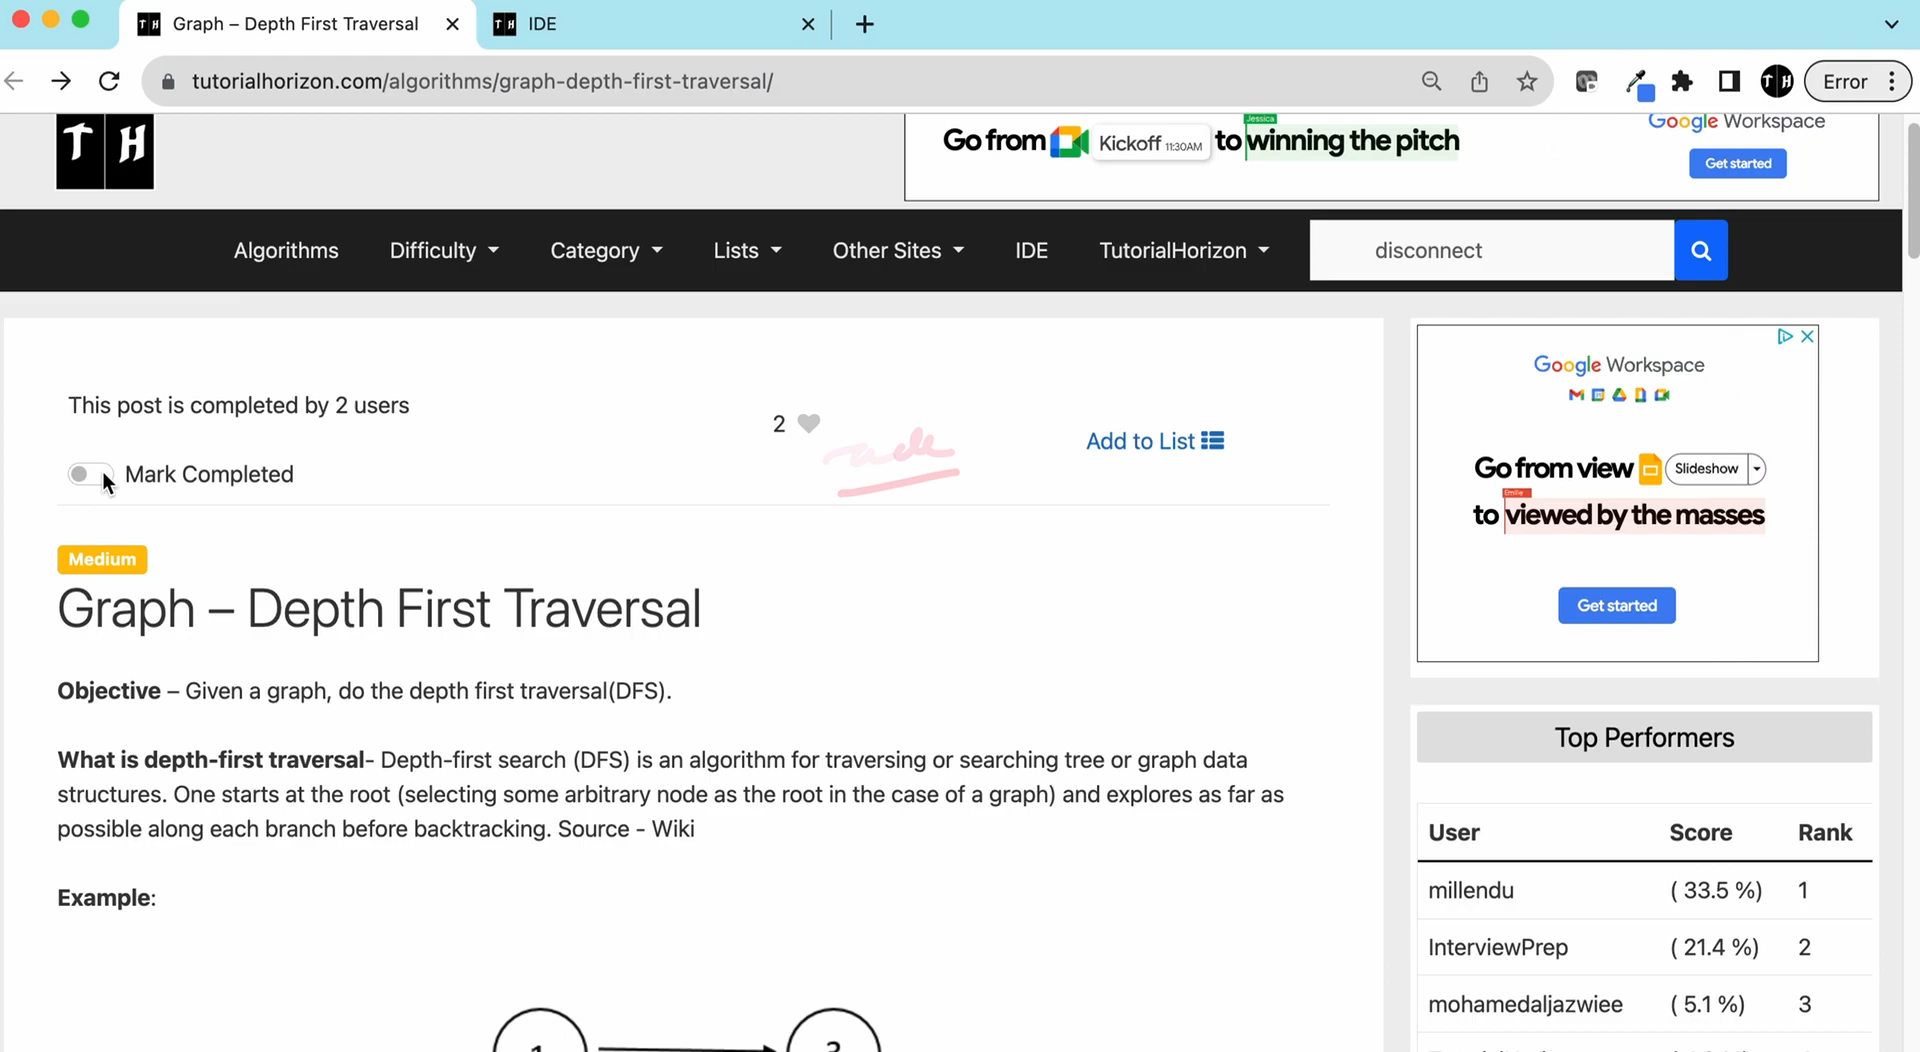 Graph – Depth First Traversal
IDE
tutorialhorizon.com/algorithms/graph-depth-first-traversal/
Error
T H
Go from Kickoff 11:30AM to winning the pitch
Jessica
Google Workspace
Get started
Algorithms Difficulty Category Lists Other Sites IDE TutorialHorizon disconnect
This post is completed by 2 users
2
Add to List
Mark Completed
Medium
Graph – Depth First Traversal
Objective – Given a graph, do the depth first traversal(DFS).
What is depth-first traversal- Depth-first search (DFS) is an algorithm for traversing or searching tree or graph data
structures. One starts at the root (selecting some arbitrary node as the root in the case of a graph) and explores as far as
possible along each branch before backtracking. Source - Wiki
Example:
Google Workspace
Go from view Slideshow
Emilie
to viewed by the masses
Get started
Top Performers
User Score Rank
millendu ( 33.5 %) 1
InterviewPrep ( 21.4 %) 2
mohamedaljazwiee ( 5.1 %) 3